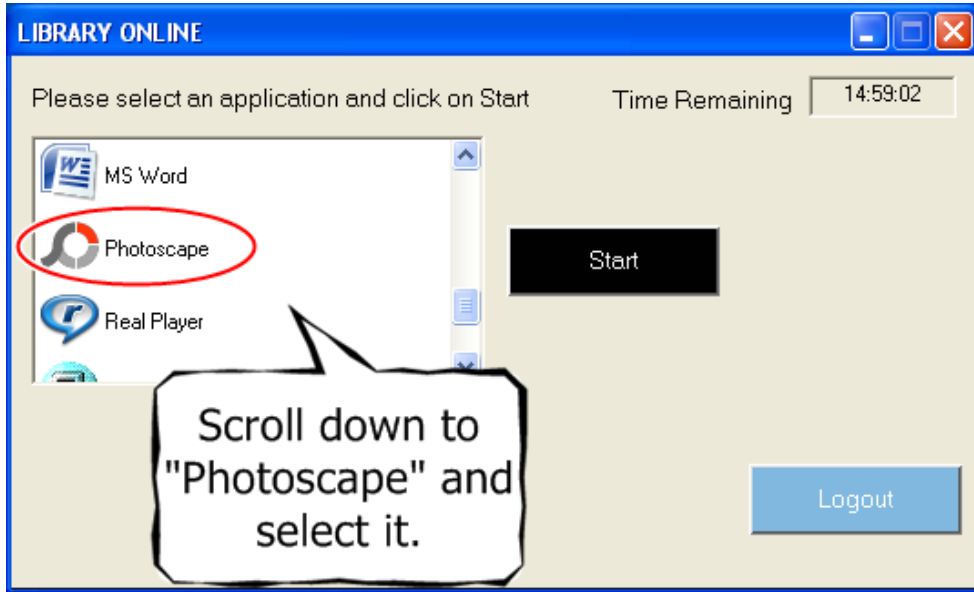 LIBRARY ONLINE
Please select an application and click on Start
Time Remaining
14:59:02
MS Word
Photoscape
Real Player
Start
Scroll down to
"Photoscape" and
select it.
Logout